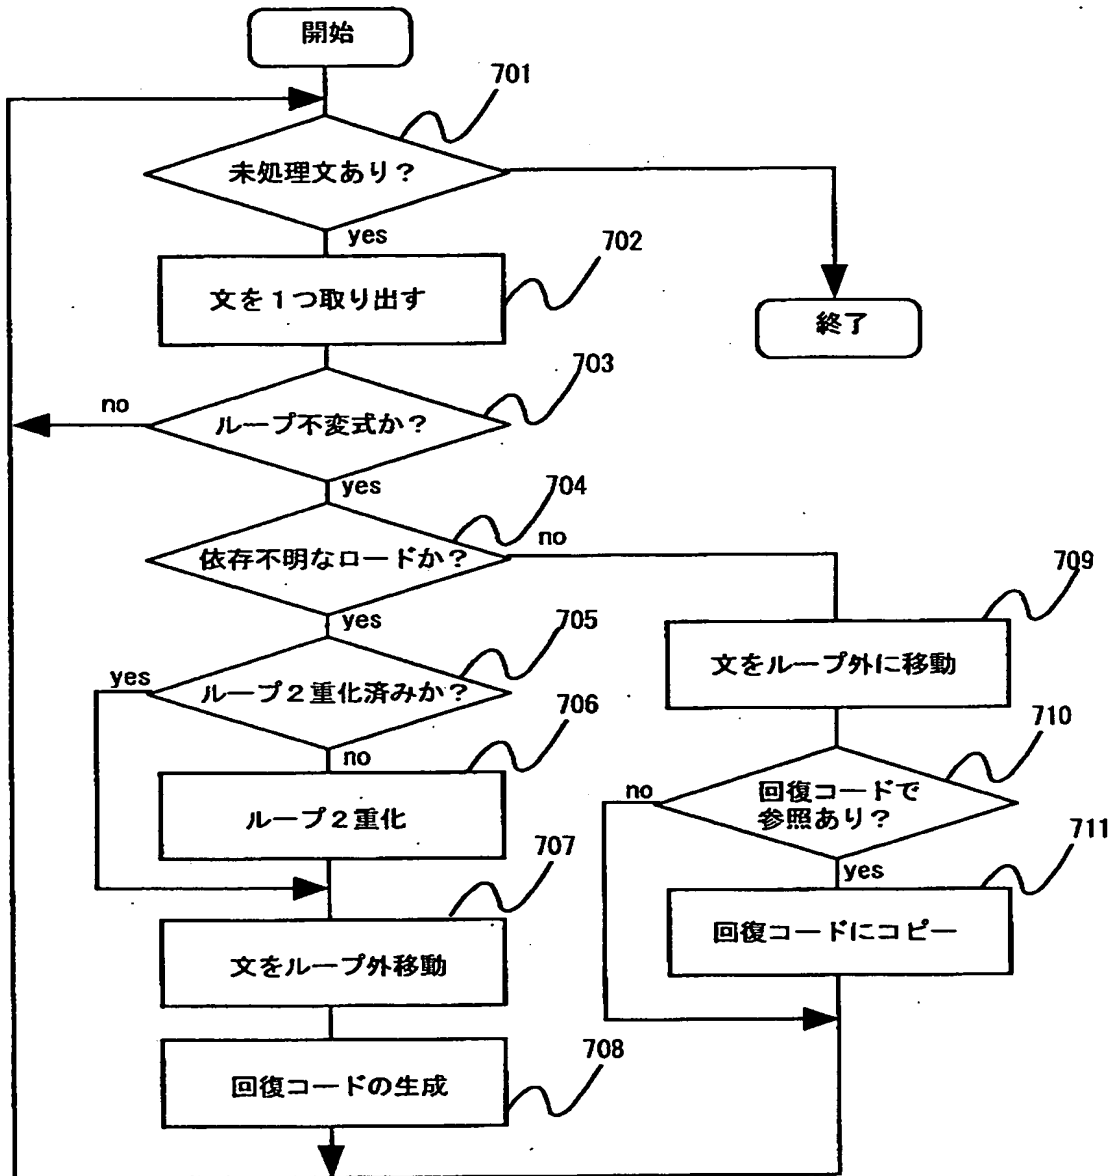 開始
701
未処理文あり？
yes
702
文を１つ取り出す
終了
703
no
ループ不変式か？
yes
704
no
依存不明なロードか？
709
yes
705
文をループ外に移動
yes
ループ２重化済みか？
706
710
no
no
回復コードで
参照あり？
ループ２重化
711
707
yes
回復コードにコピー
文をループ外移動
708
回復コードの生成